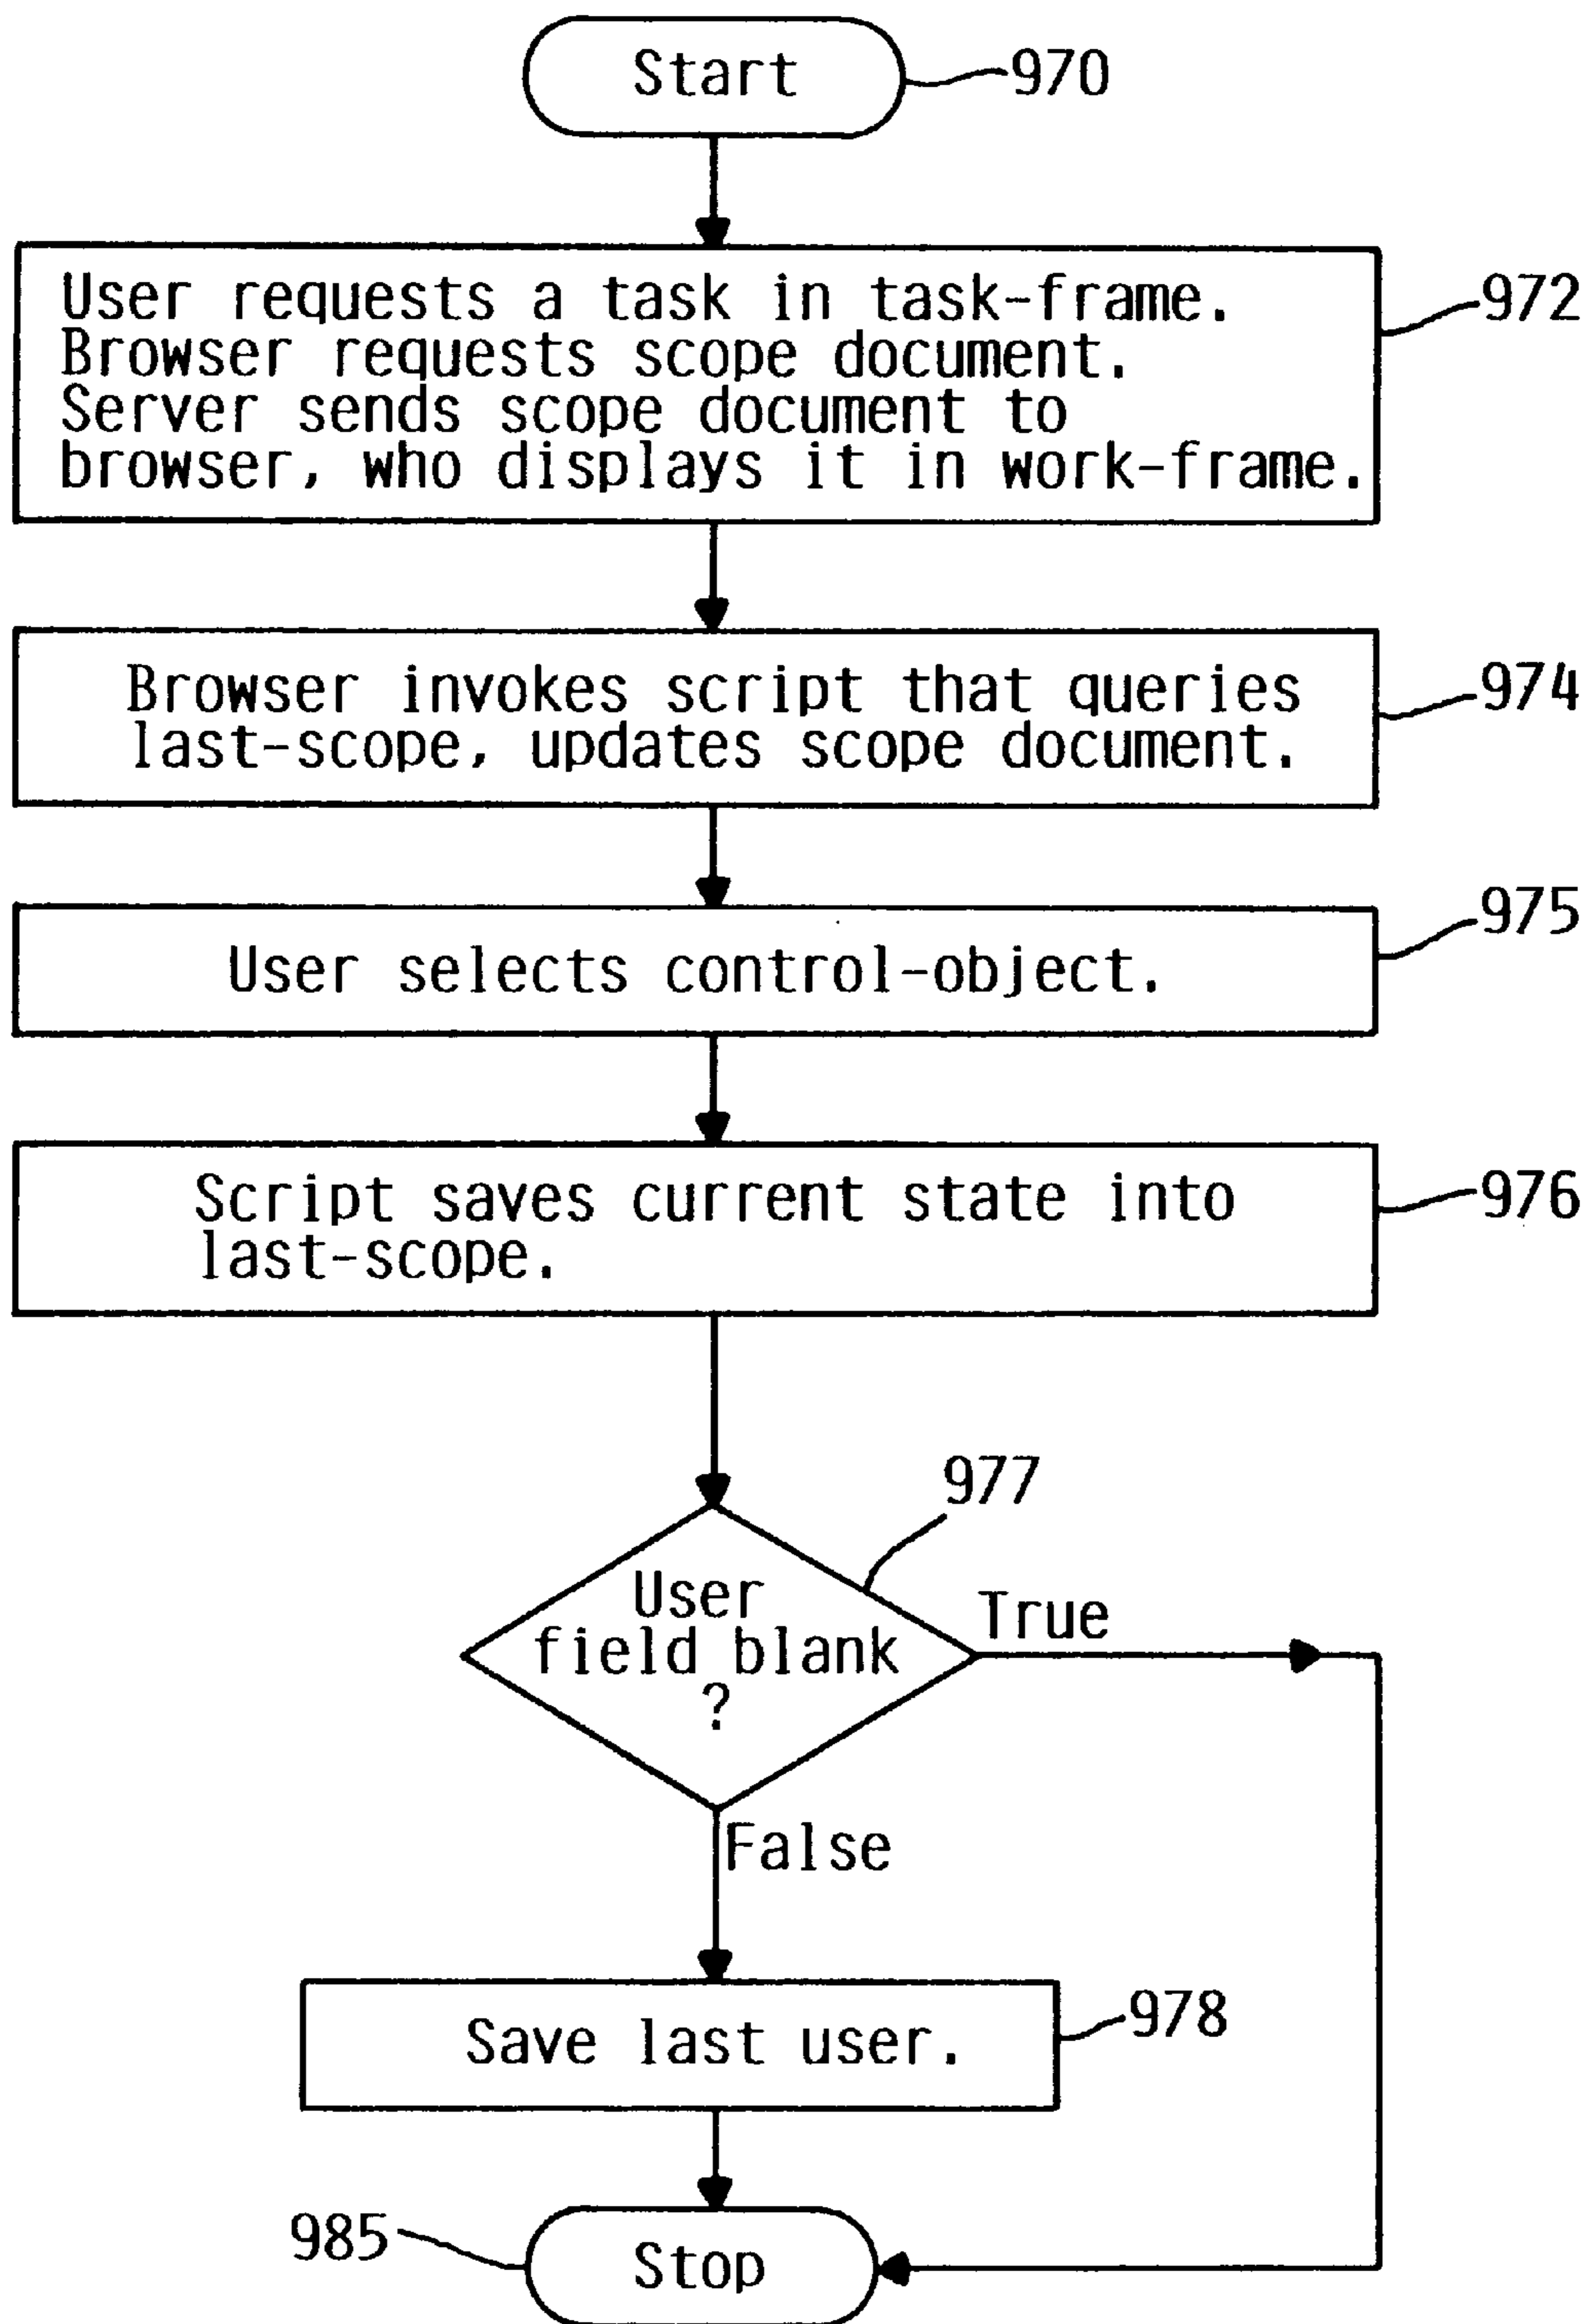 Start
970
User requests a task in task-frame.
Browser requests scope document.
Server sends scope document to
browser, who displays it in work-frame.
972
Browser invokes script that queries
last-scope, updates scope document.
974
User selects control-object.
975
Script saves current state into
last-scope.
976
977
User
field blank
?
True
False
Save last user.
978
985
Stop